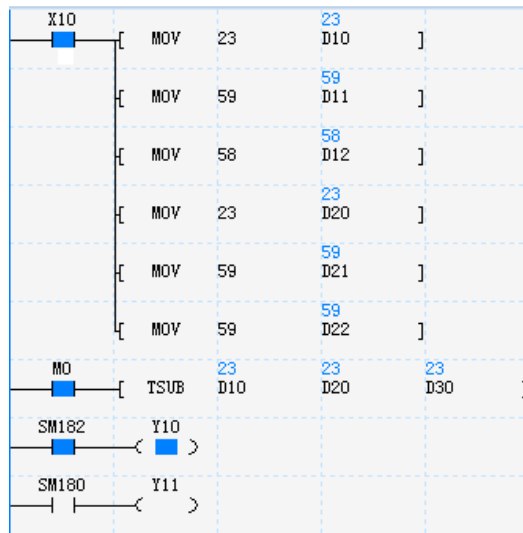 X10 23
[ MOV 23 D10 ]
59
[ MOV 59 D11 ]
58
[ MOV 58 D12 ]
23
[ MOV 23 D20 ]
59
[ MOV 59 D21 ]
59
[ MOV 59 D22 ]
M0 23 23 23
[ TSUB D10 D20 D30 ]
SM182 Y10
( )
SM180 Y11
( )